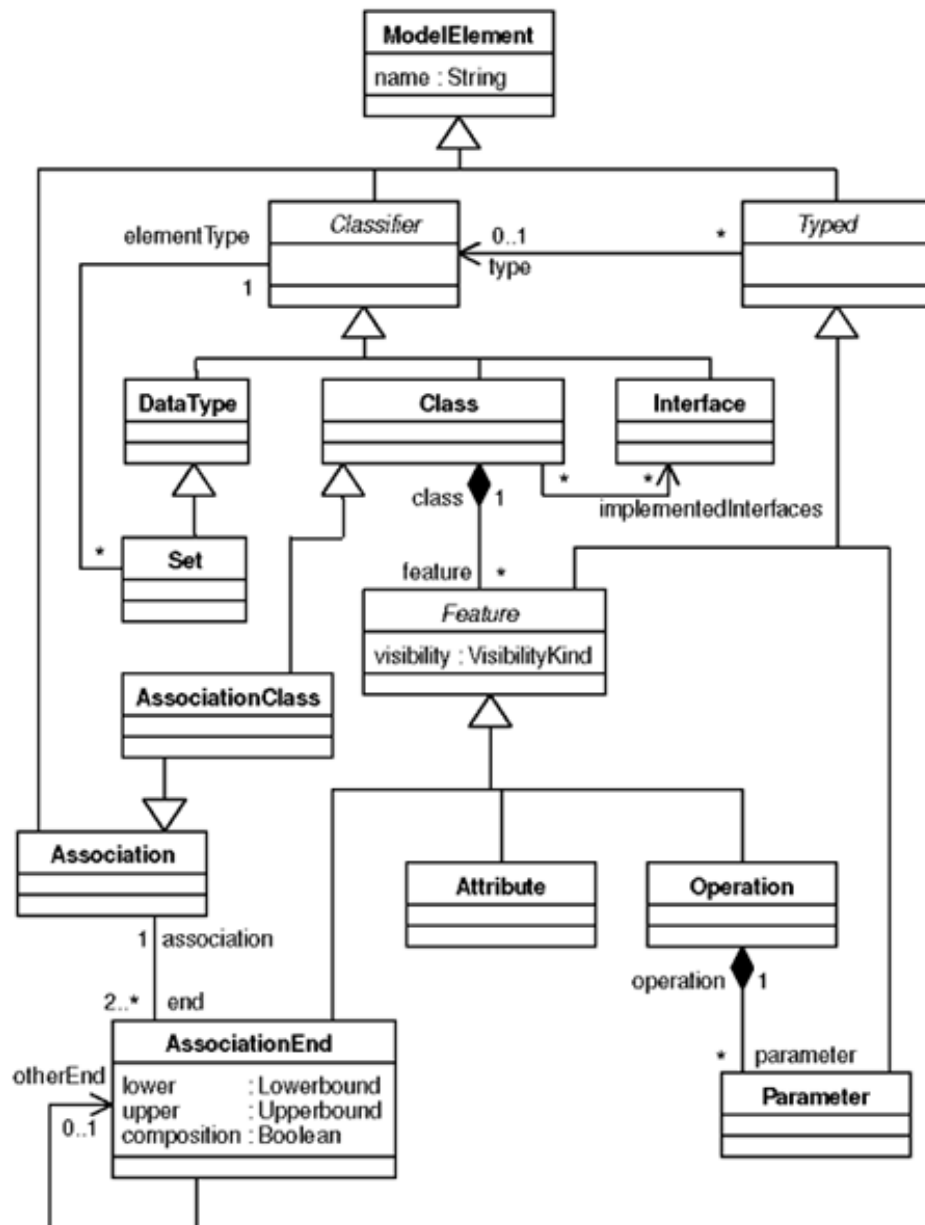 ModelElement
name : String
Classifier
Typed
elementType
0..1
*
type
1
DataType
Class
Interface
*
*
class
1
implementedInterfaces
*
Set
feature
*
Feature
visibility : VisibilityKind
AssociationClass
Association
Attribute
Operation
1
association
operation
1
2..*
end
AssociationEnd
otherEnd
lower : Lowerbound
upper : Upperbound
composition : Boolean
0..1
*
parameter
Parameter